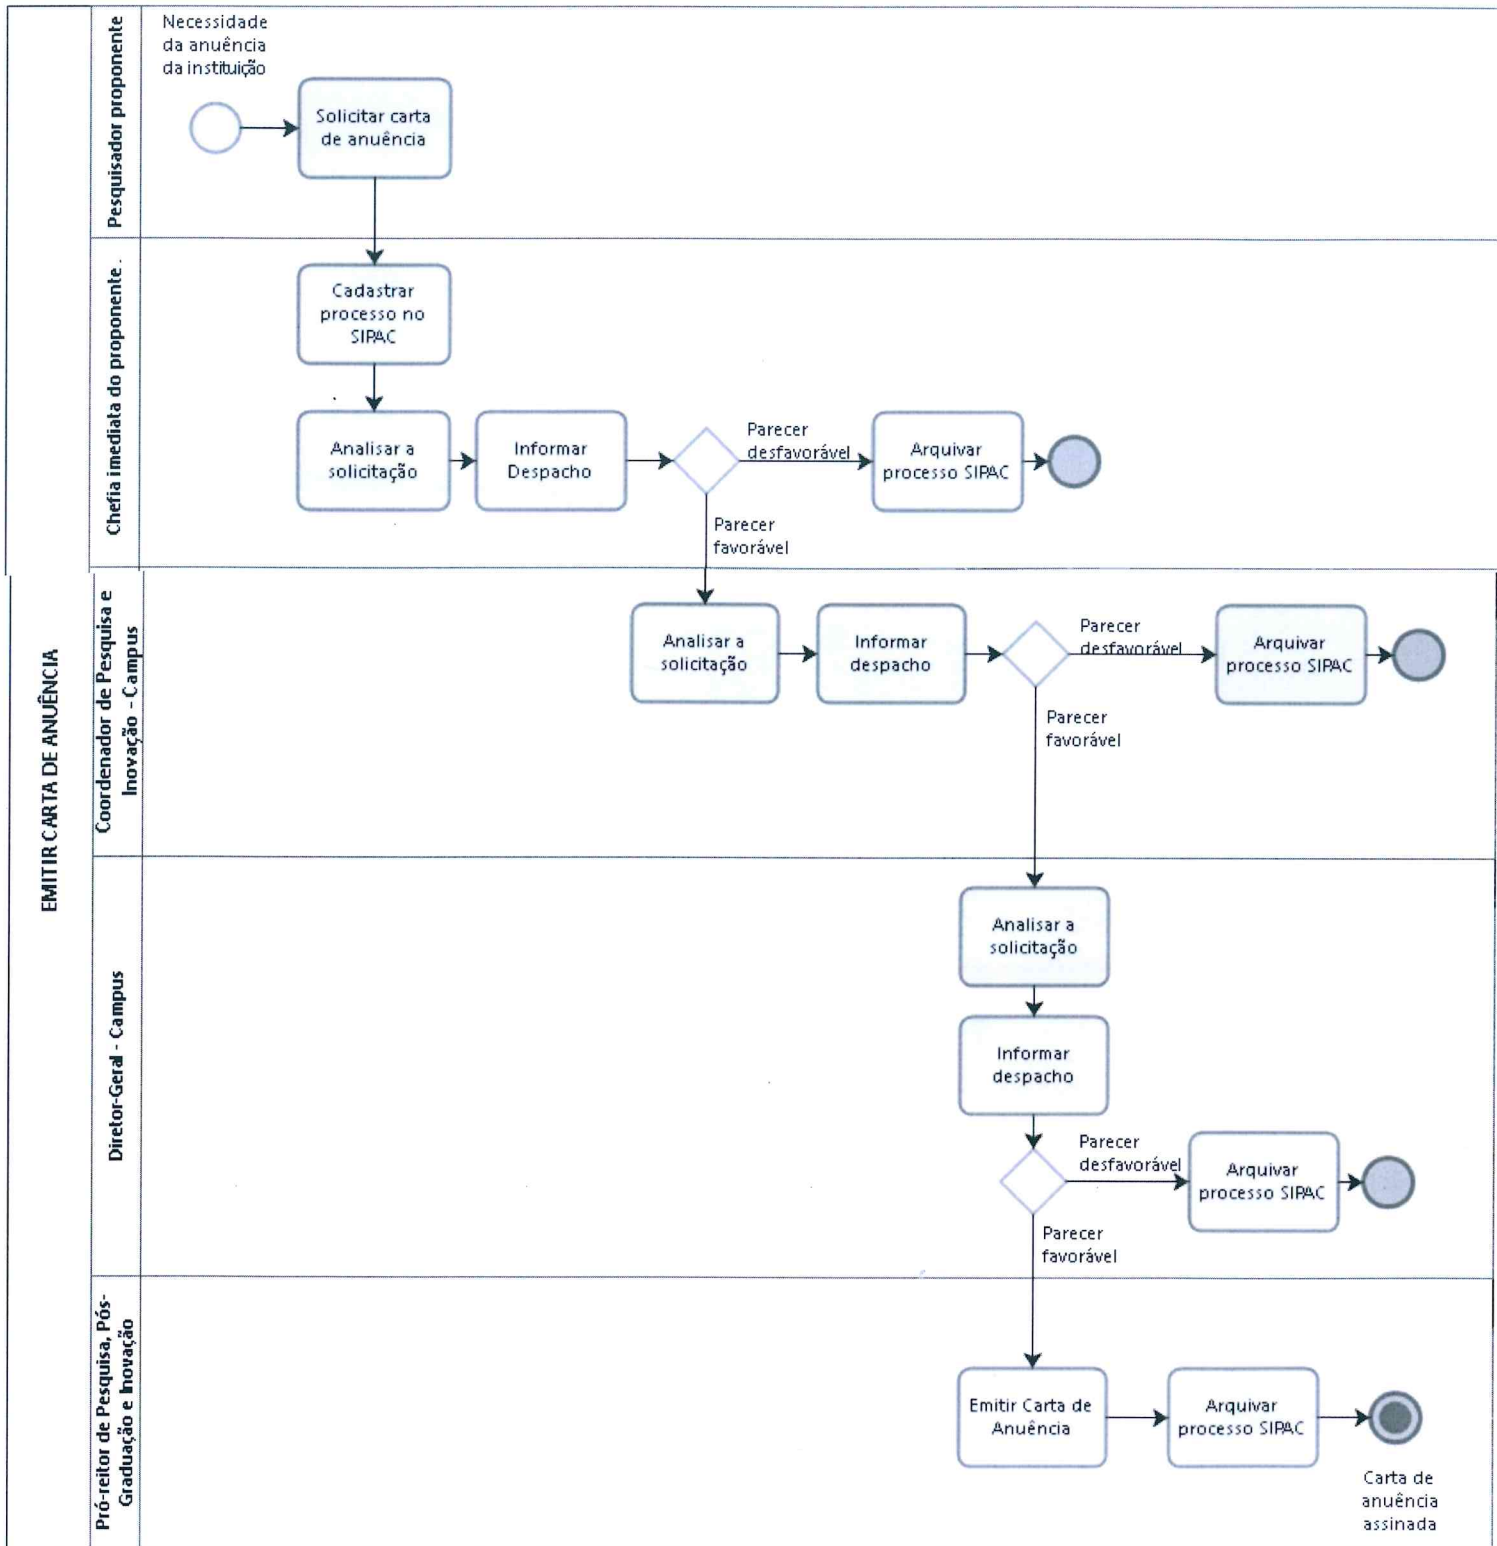 EMITIR CARTA DE ANUÊNCIA
Pesquisador proponente
Necessidade
da anuência
da instituição
Solicitar carta
de anuência
Chefia imediata do proponente .
Cadastrar
processo no
SIPAC
Analisar a
solicitação
Informar
Despacho
Parecer
desfavorável
Arquivar
processo SIPAC
Parecer
favorável
Coordenador de Pesquisa e
Inovação - Campus
Analisar a
solicitação
Informar
despacho
Parecer
desfavorável
Arquivar
processo SIPAC
Parecer
favorável
Diretor-Geral - Campus
Analisar a
solicitação
Informar
despacho
Parecer
desfavorável
Arquivar
processo SIPAC
Parecer
favorável
Pró-reitor de Pesquisa, Pós-
Graduação e Inovação
Emitir Carta de
Anuência
Arquivar
processo SIPAC
Carta de
anuência
assinada